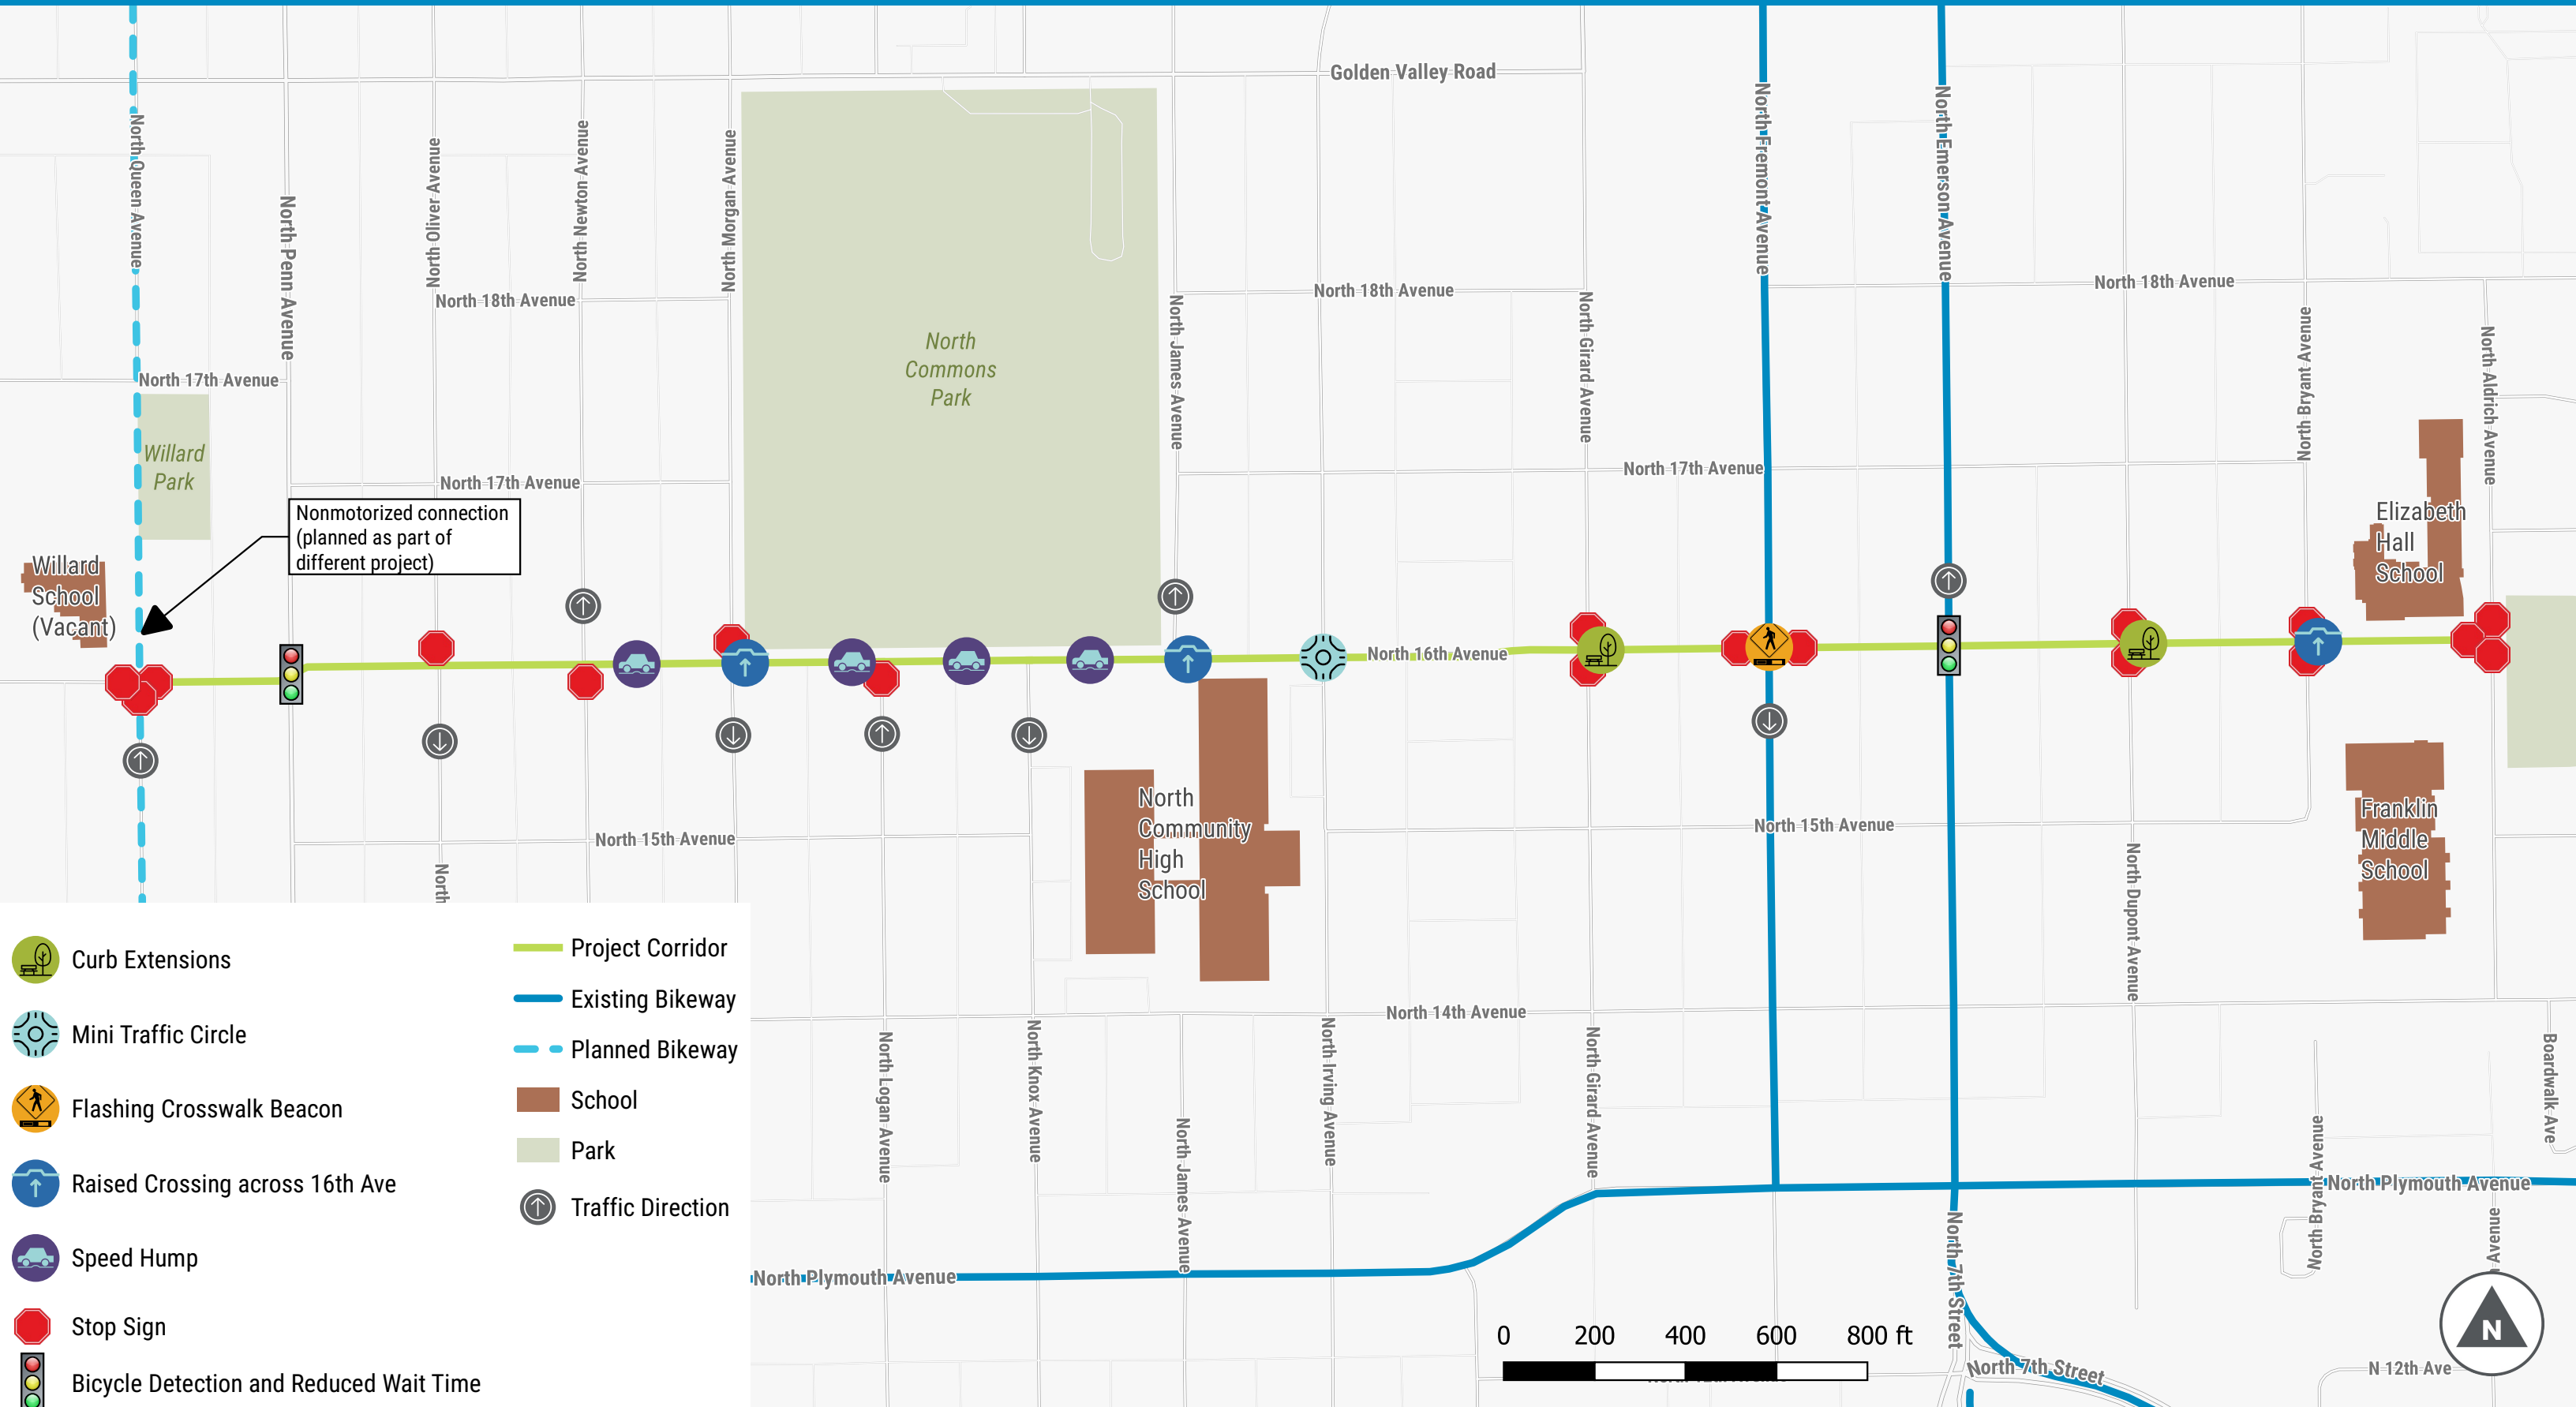 Golden Valley Road
North Queen Avenue
North Penn Avenue
North Oliver Avenue
North Newton Avenue
North Morgan Avenue
North Fremont Avenue
North Emerson Avenue
North 18th Avenue
North 18th Avenue
North 18th Avenue
North James Avenue
North Girard Avenue
North Bryant Avenue
North Aldrich Avenue
North
Commons
Park
North 17th Avenue
North 17th Avenue
North 17th Avenue
Willard
Park
Nonmotorized connection
(planned as part of
different project)
Willard
School
(Vacant)
Elizabeth
Hall
School
North 16th Avenue
North
Community
High
School
Franklin
Middle
School
North 15th Avenue
North 15th Avenue
North
North Dupont Avenue
North 14th Avenue
North Logan Avenue
North Knox Avenue
North James Avenue
North Irving Avenue
North Girard Avenue
Boardwalk Ave
North Bryant Avenue
Avenue
North Plymouth Avenue
North Plymouth Avenue
North 7th Street
North 7th Street
N 12th Ave
Curb Extensions
Mini Traffic Circle
Flashing Crosswalk Beacon
Raised Crossing across 16th Ave
Speed Hump
Stop Sign
Bicycle Detection and Reduced Wait Time
Project Corridor
Existing Bikeway
Planned Bikeway
School
Park
Traffic Direction
0 200 400 600 800 ft
N